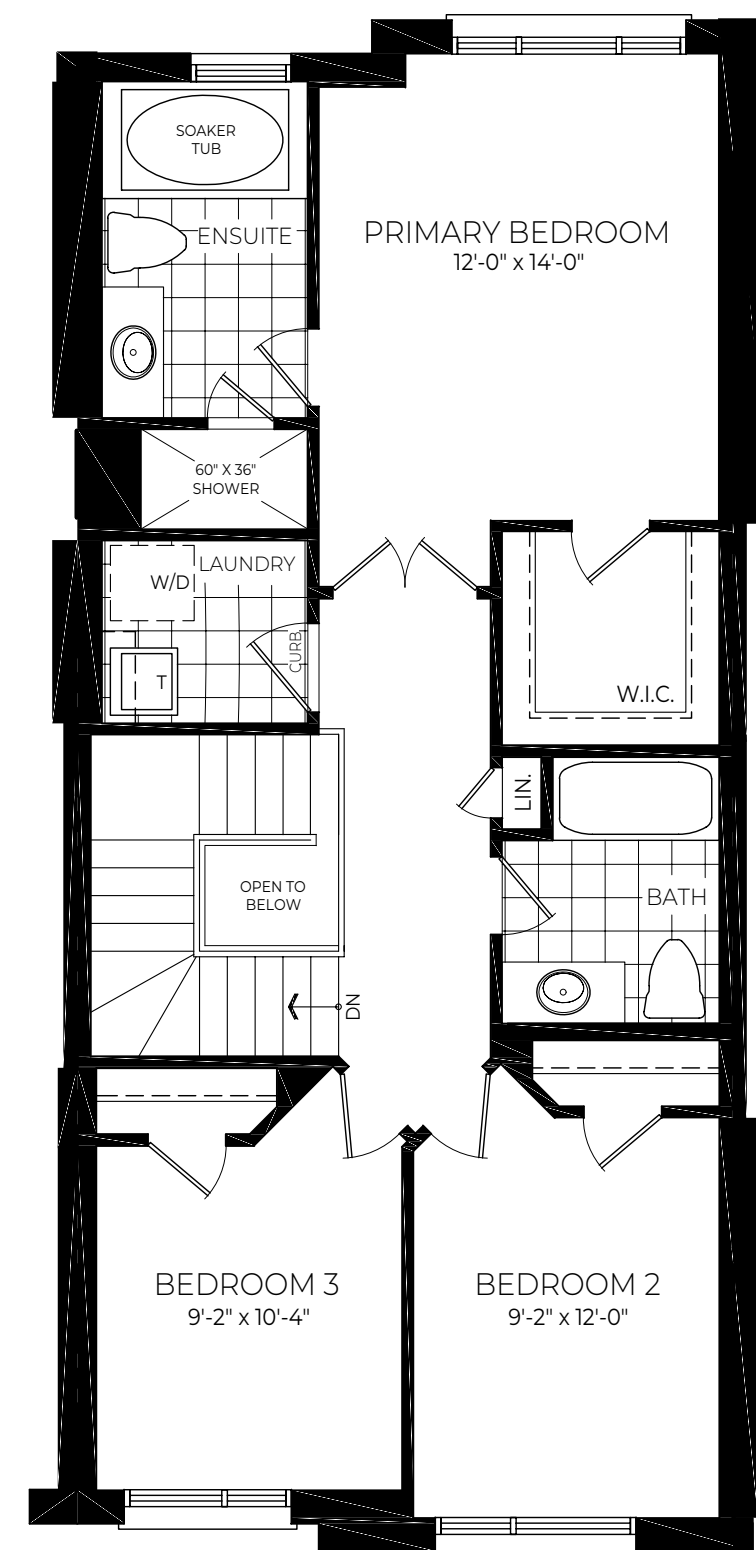 SOAKER
TUB
ENSUITE
PRIMARY BEDROOM
12'-0" x 14'-0"
60" X 36"
SHOWER
LAUNDRY
W/D
CURB
T
W.I.C.
LIN.
OPEN TO
BELOW
BATH
DN
BEDROOM 3
9'-2" x 10'-4"
BEDROOM 2
9'-2" x 12'-0"